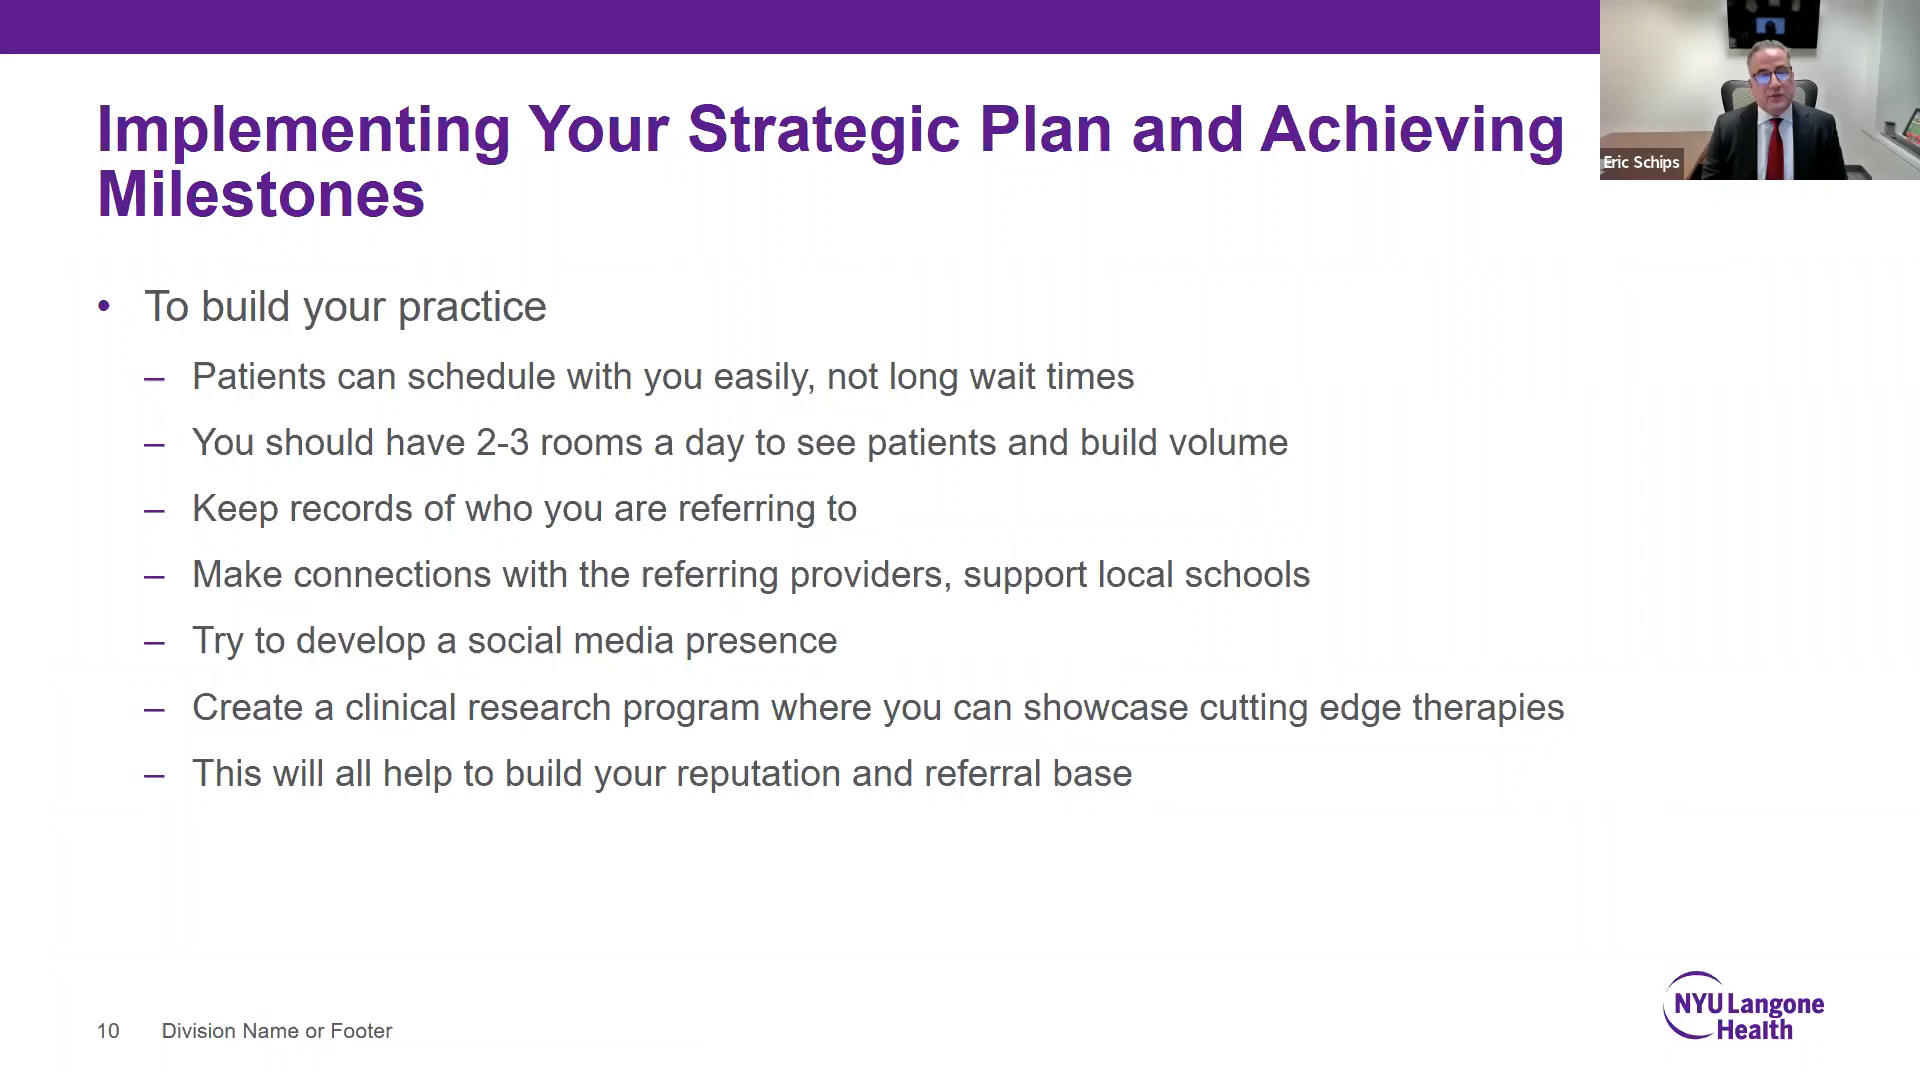 Implementing Your Strategic Plan and Achieving
Milestones
Eric Schips
• To build your practice
– Patients can schedule with you easily, not long wait times
– You should have 2-3 rooms a day to see patients and build volume
– Keep records of who you are referring to
– Make connections with the referring providers, support local schools
– Try to develop a social media presence
– Create a clinical research program where you can showcase cutting edge therapies
– This will all help to build your reputation and referral base
10 Division Name or Footer
NYU Langone
Health